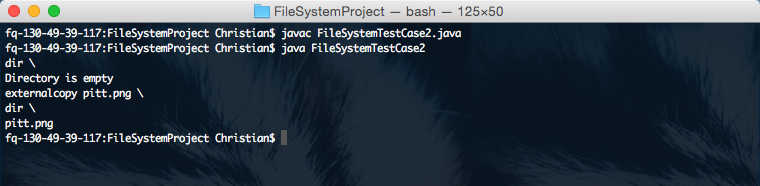 FileSystemProject — bash — 125×50
fq-130-49-39-117:FileSystemProject Christian$ javac FileSystemTestCase2.java
fq-130-49-39-117:FileSystemProject Christian$ java FileSystemTestCase2
dir \
Directory is empty
externalcopy pitt.png \
dir \
pitt.png
fq-130-49-39-117:FileSystemProject Christian$